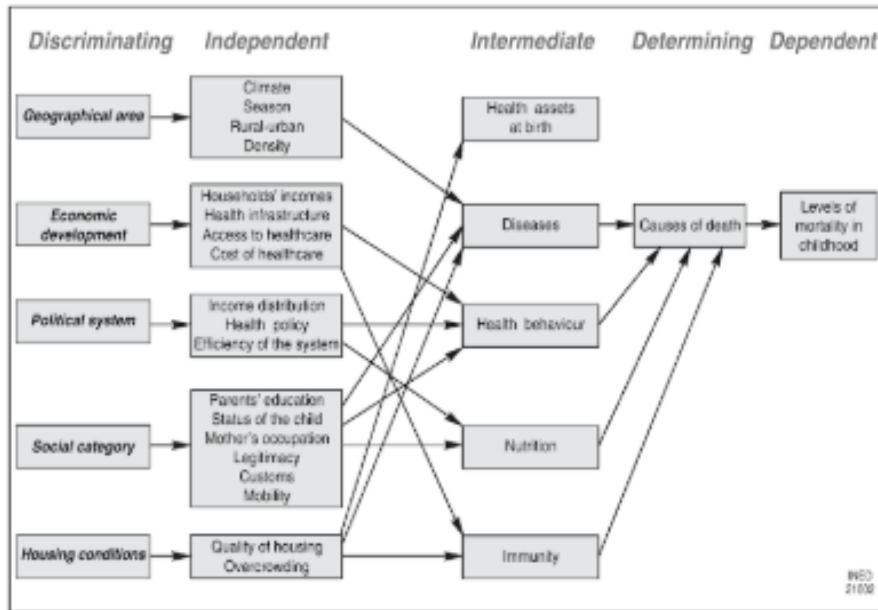 Discriminating Independent Intermediate Determining Dependent
Geographical area
Climate
Season
Rural-urban
Density
Health assets
at birth
Economic
development
Households' incomes
Health infrastructure
Access to healthcare
Cost of healthcare
Diseases
Causes of death
Levels of
mortality in
childhood
Political system
Income distribution
Health policy
Efficiency of the system
Health behaviour
Social category
Parents' education
Status of the child
Mother's occupation
Legitimacy
Customs
Mobility
Nutrition
Housing conditions
Quality of housing
Overcrowding
Immunity
INED